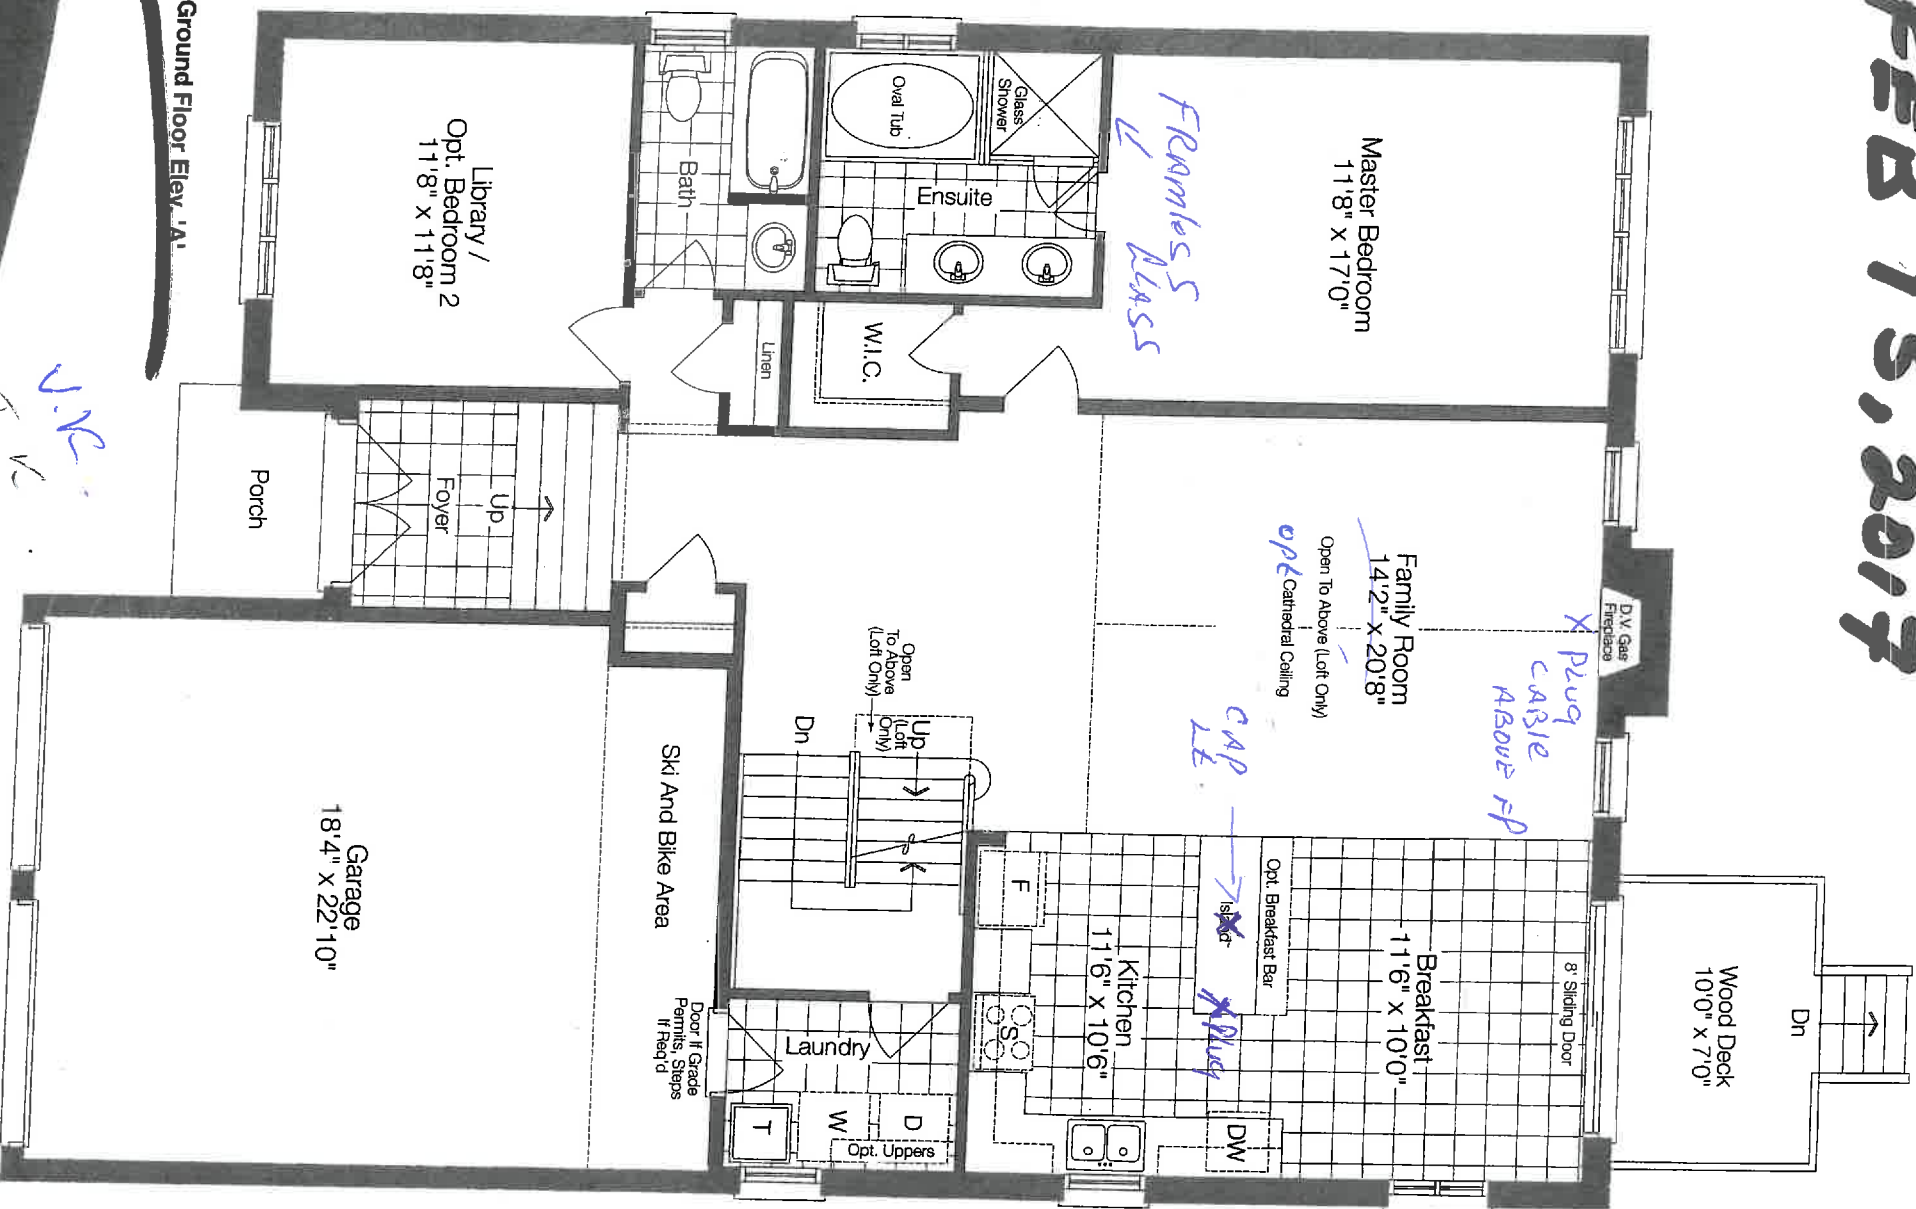 FEB 15, 2017
Ground Floor Elev. 'A'
Master Bedroom
11'8" x 17'0"
FRAMlESS
GLASS
Glass
Shower
Oval Tub
Ensuite
Bath
Library /
Opt. Bedroom 2
11'8" x 11'8"
W.I.C.
Linen
D.V. Gas
Fireplace
X PLUG
CABlE
ABOVE FP
Family Room
14'2" x 20'8"
Open To Above (Loft Only)
opt Cathedral Ceiling
CAP
Lt.
Open
To Above
(Loft Only)
Up
(Loft
Only)
Dn
Up
Foyer
Porch
Wood Deck
10'0" x 7'0"
Dn
8' Sliding Door
Breakfast
11'6" x 10'0"
Opt. Breakfast Bar
Island
X Plug
Kitchen
11'6" x 10'6"
F
S
DW
Laundry
D
W
T
Opt. Uppers
Door If Grade
Permits, Steps
If Req'd
Ski And Bike Area
Garage
18'4" x 22'10"
V.K.